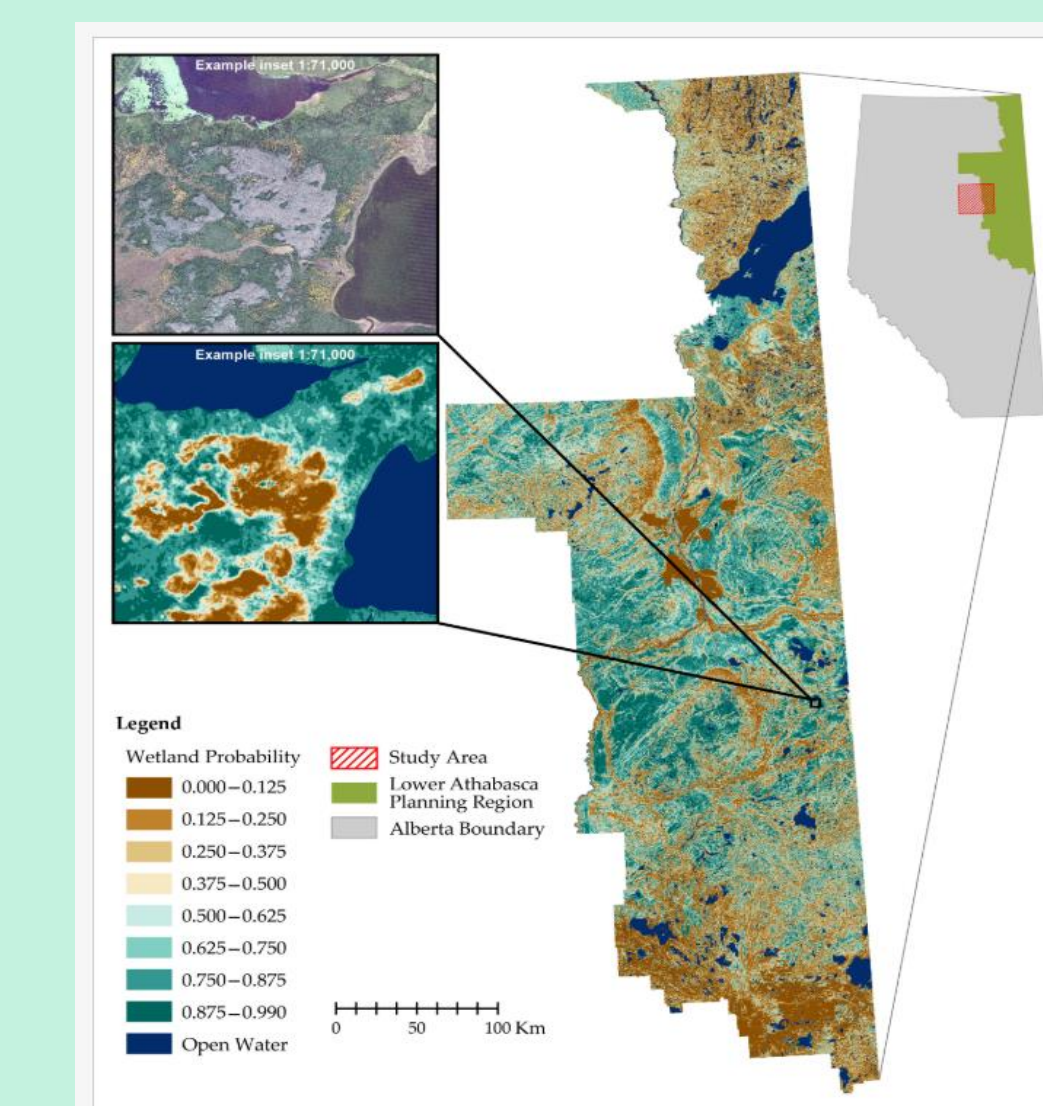 Example inset 1:71,000
Example inset 1:71,000
Legend
Wetland Probability
0.000–0.125
0.125–0.250
0.250–0.375
0.375–0.500
0.500–0.625
0.625–0.750
0.750–0.875
0.875–0.990
Open Water
Study Area
Lower Athabasca
Planning Region
Alberta Boundary
0 50 100 Km